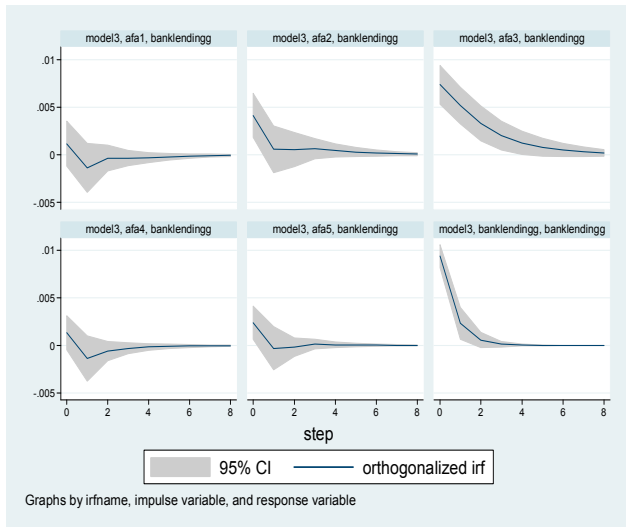 model3, afa1, banklendingg
model3, afa2, banklendingg
model3, afa3, banklendingg
.01
.005
0
-.005
model3, afa4, banklendingg
model3, afa5, banklendingg
model3, banklendingg, banklendingg
.01
.005
0
-.005
0 2 4 6 8
0 2 4 6 8
0 2 4 6 8
step
95% CI
orthogonalized irf
Graphs by irfname, impulse variable, and response variable